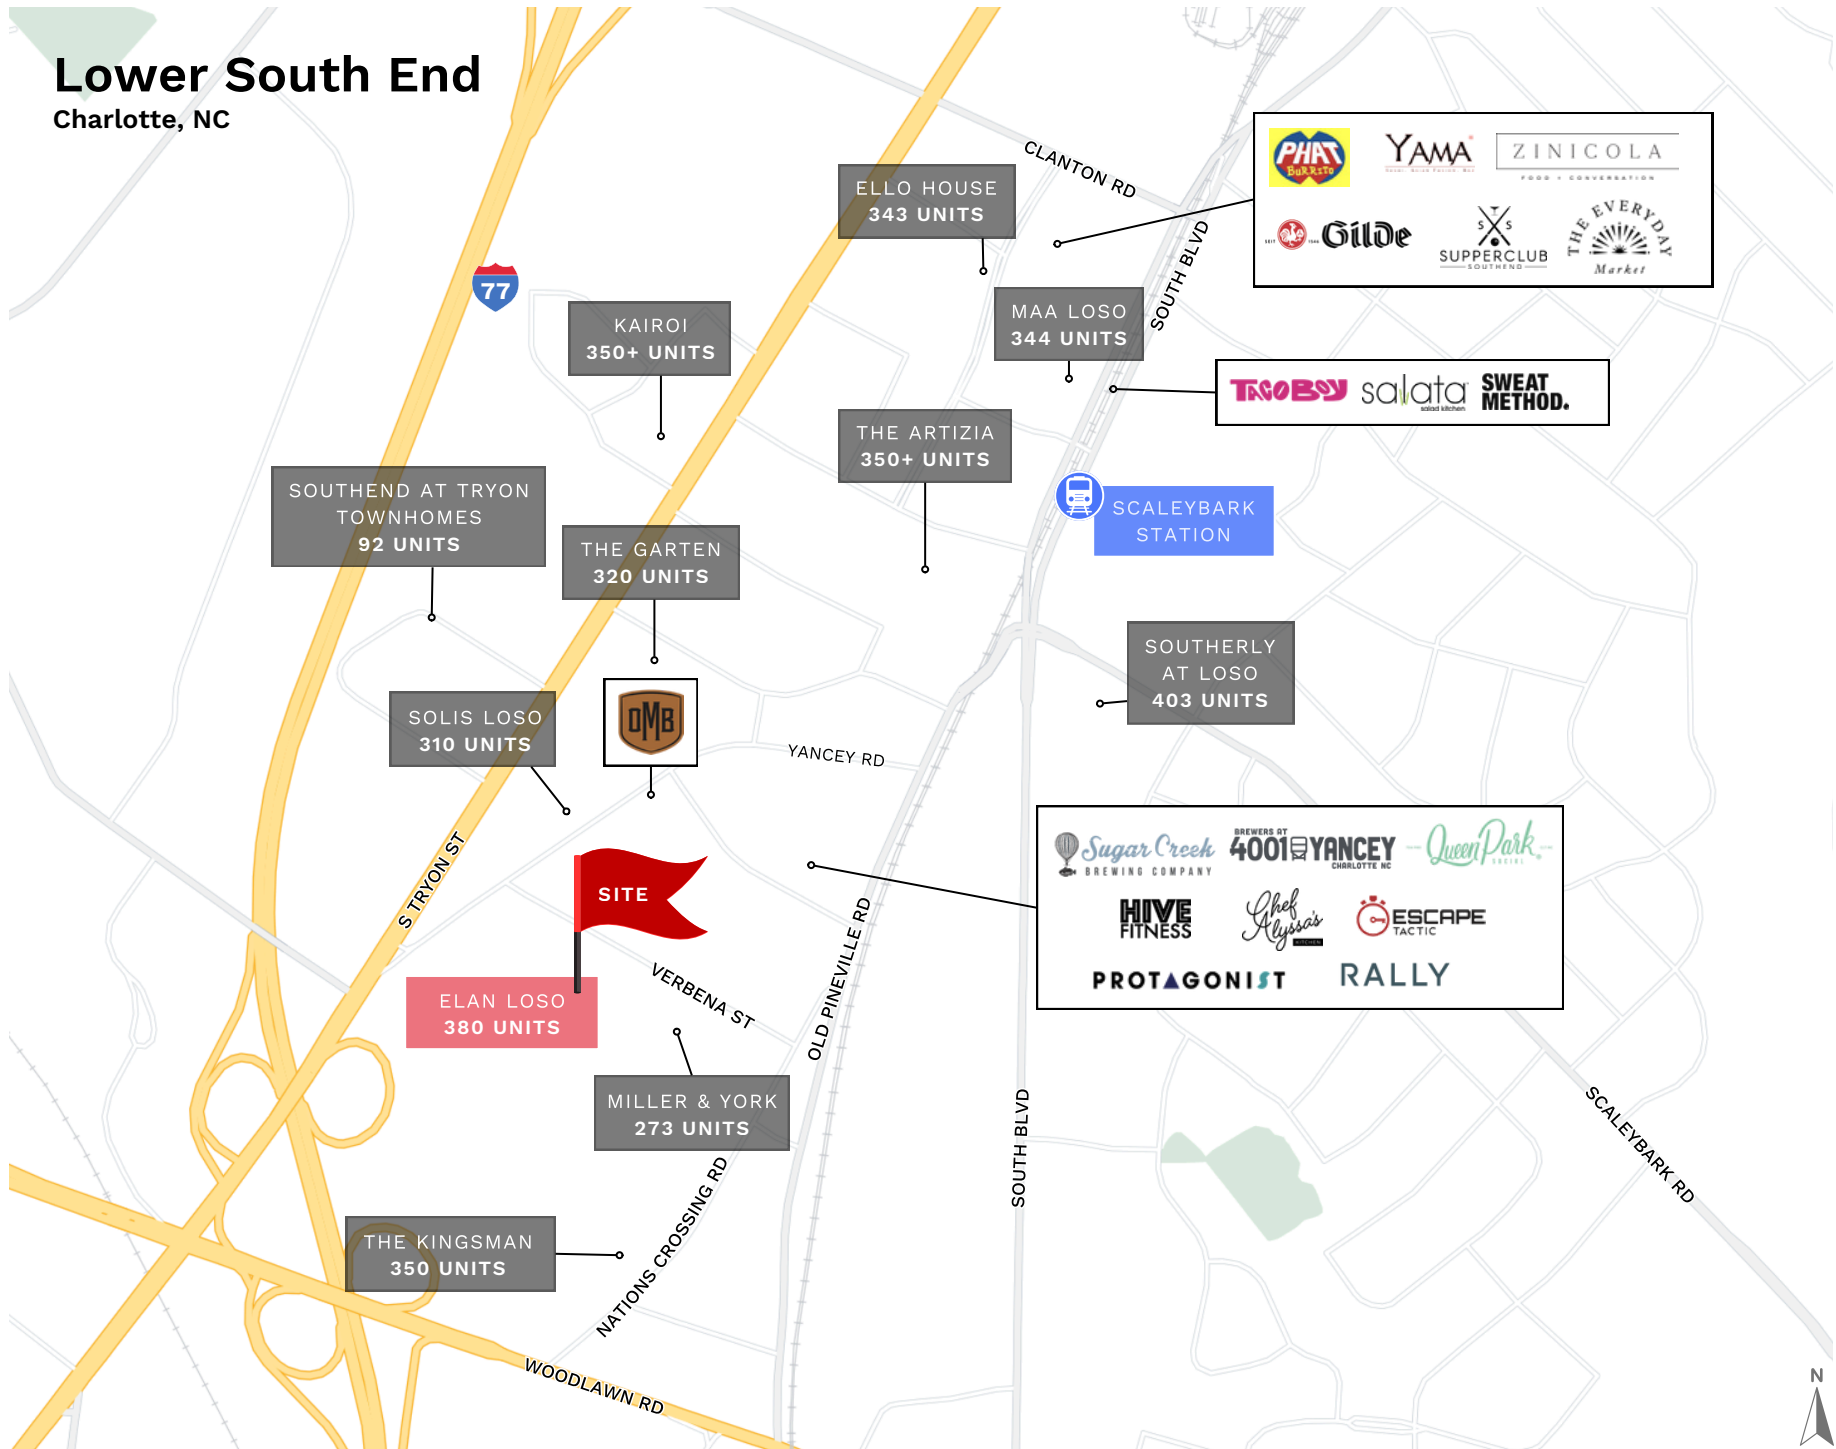 Lower South End
Charlotte, NC
CLANTON RD
PHAT
BURRITO
YAMA
ZINICOLA
FOOD + CONVERSATION
ELLO HOUSE
343 UNITS
SEIT 1546
Gilde
S S
SUPPERCLUB
SOUTHEND
THE EVERYDAY
Market
SOUTH BLVD
77
KAIROI
350+ UNITS
MAA LOSO
344 UNITS
TACO BOY
salata
salad kitchen
SWEAT
METHOD.
THE ARTIZIA
350+ UNITS
SOUTHEND AT TRYON
TOWNHOMES
92 UNITS
SCALEYBARK
STATION
THE GARTEN
320 UNITS
SOUTHERLY
AT LOSO
403 UNITS
SOLIS LOSO
310 UNITS
OMB
YANCEY RD
S TRYON ST
Sugar Creek
BREWING COMPANY
BREWERS AT
4001 YANCEY
CHARLOTTE NC
Queen Park
SOCIAL
SITE
HIVE
FITNESS
Chef
Alyssa's
KITCHEN
ESCAPE
TACTIC
PROTAGONIST
RALLY
OLD PINEVILLE RD
VERBENA ST
ELAN LOSO
380 UNITS
MILLER & YORK
273 UNITS
SOUTH BLVD
SCALEYBARK RD
NATIONS CROSSING RD
THE KINGSMAN
350 UNITS
WOODLAWN RD
N